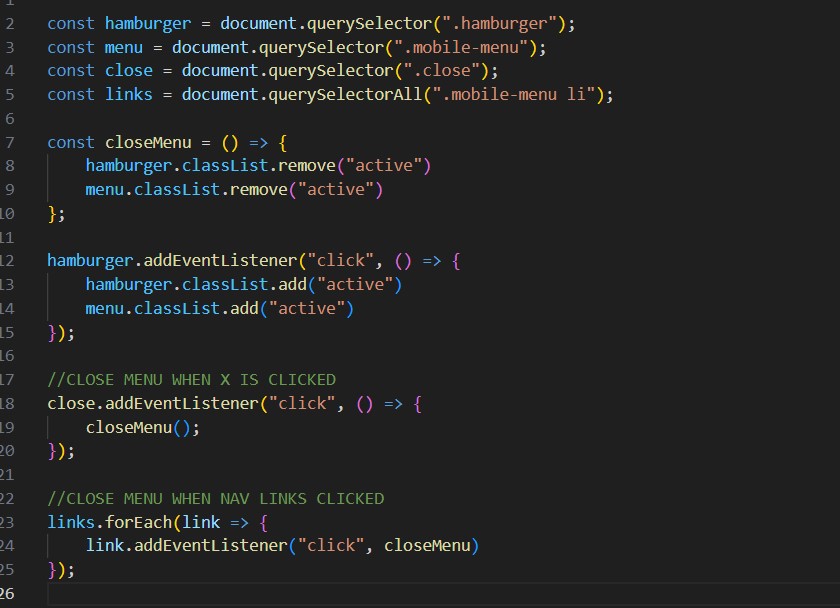 1
2 const hamburger = document.querySelector(".hamburger");
3 const menu = document.querySelector(".mobile-menu");
4 const close = document.querySelector(".close");
5 const links = document.querySelectorAll(".mobile-menu li");
6
7 const closeMenu = () => {
8     hamburger.classList.remove("active")
9     menu.classList.remove("active")
10 };
11
12 hamburger.addEventListener("click", () => {
13     hamburger.classList.add("active")
14     menu.classList.add("active")
15 });
16
17 //CLOSE MENU WHEN X IS CLICKED
18 close.addEventListener("click", () => {
19     closeMenu();
20 });
21
22 //CLOSE MENU WHEN NAV LINKS CLICKED
23 links.forEach(link => {
24     link.addEventListener("click", closeMenu)
25 });
26